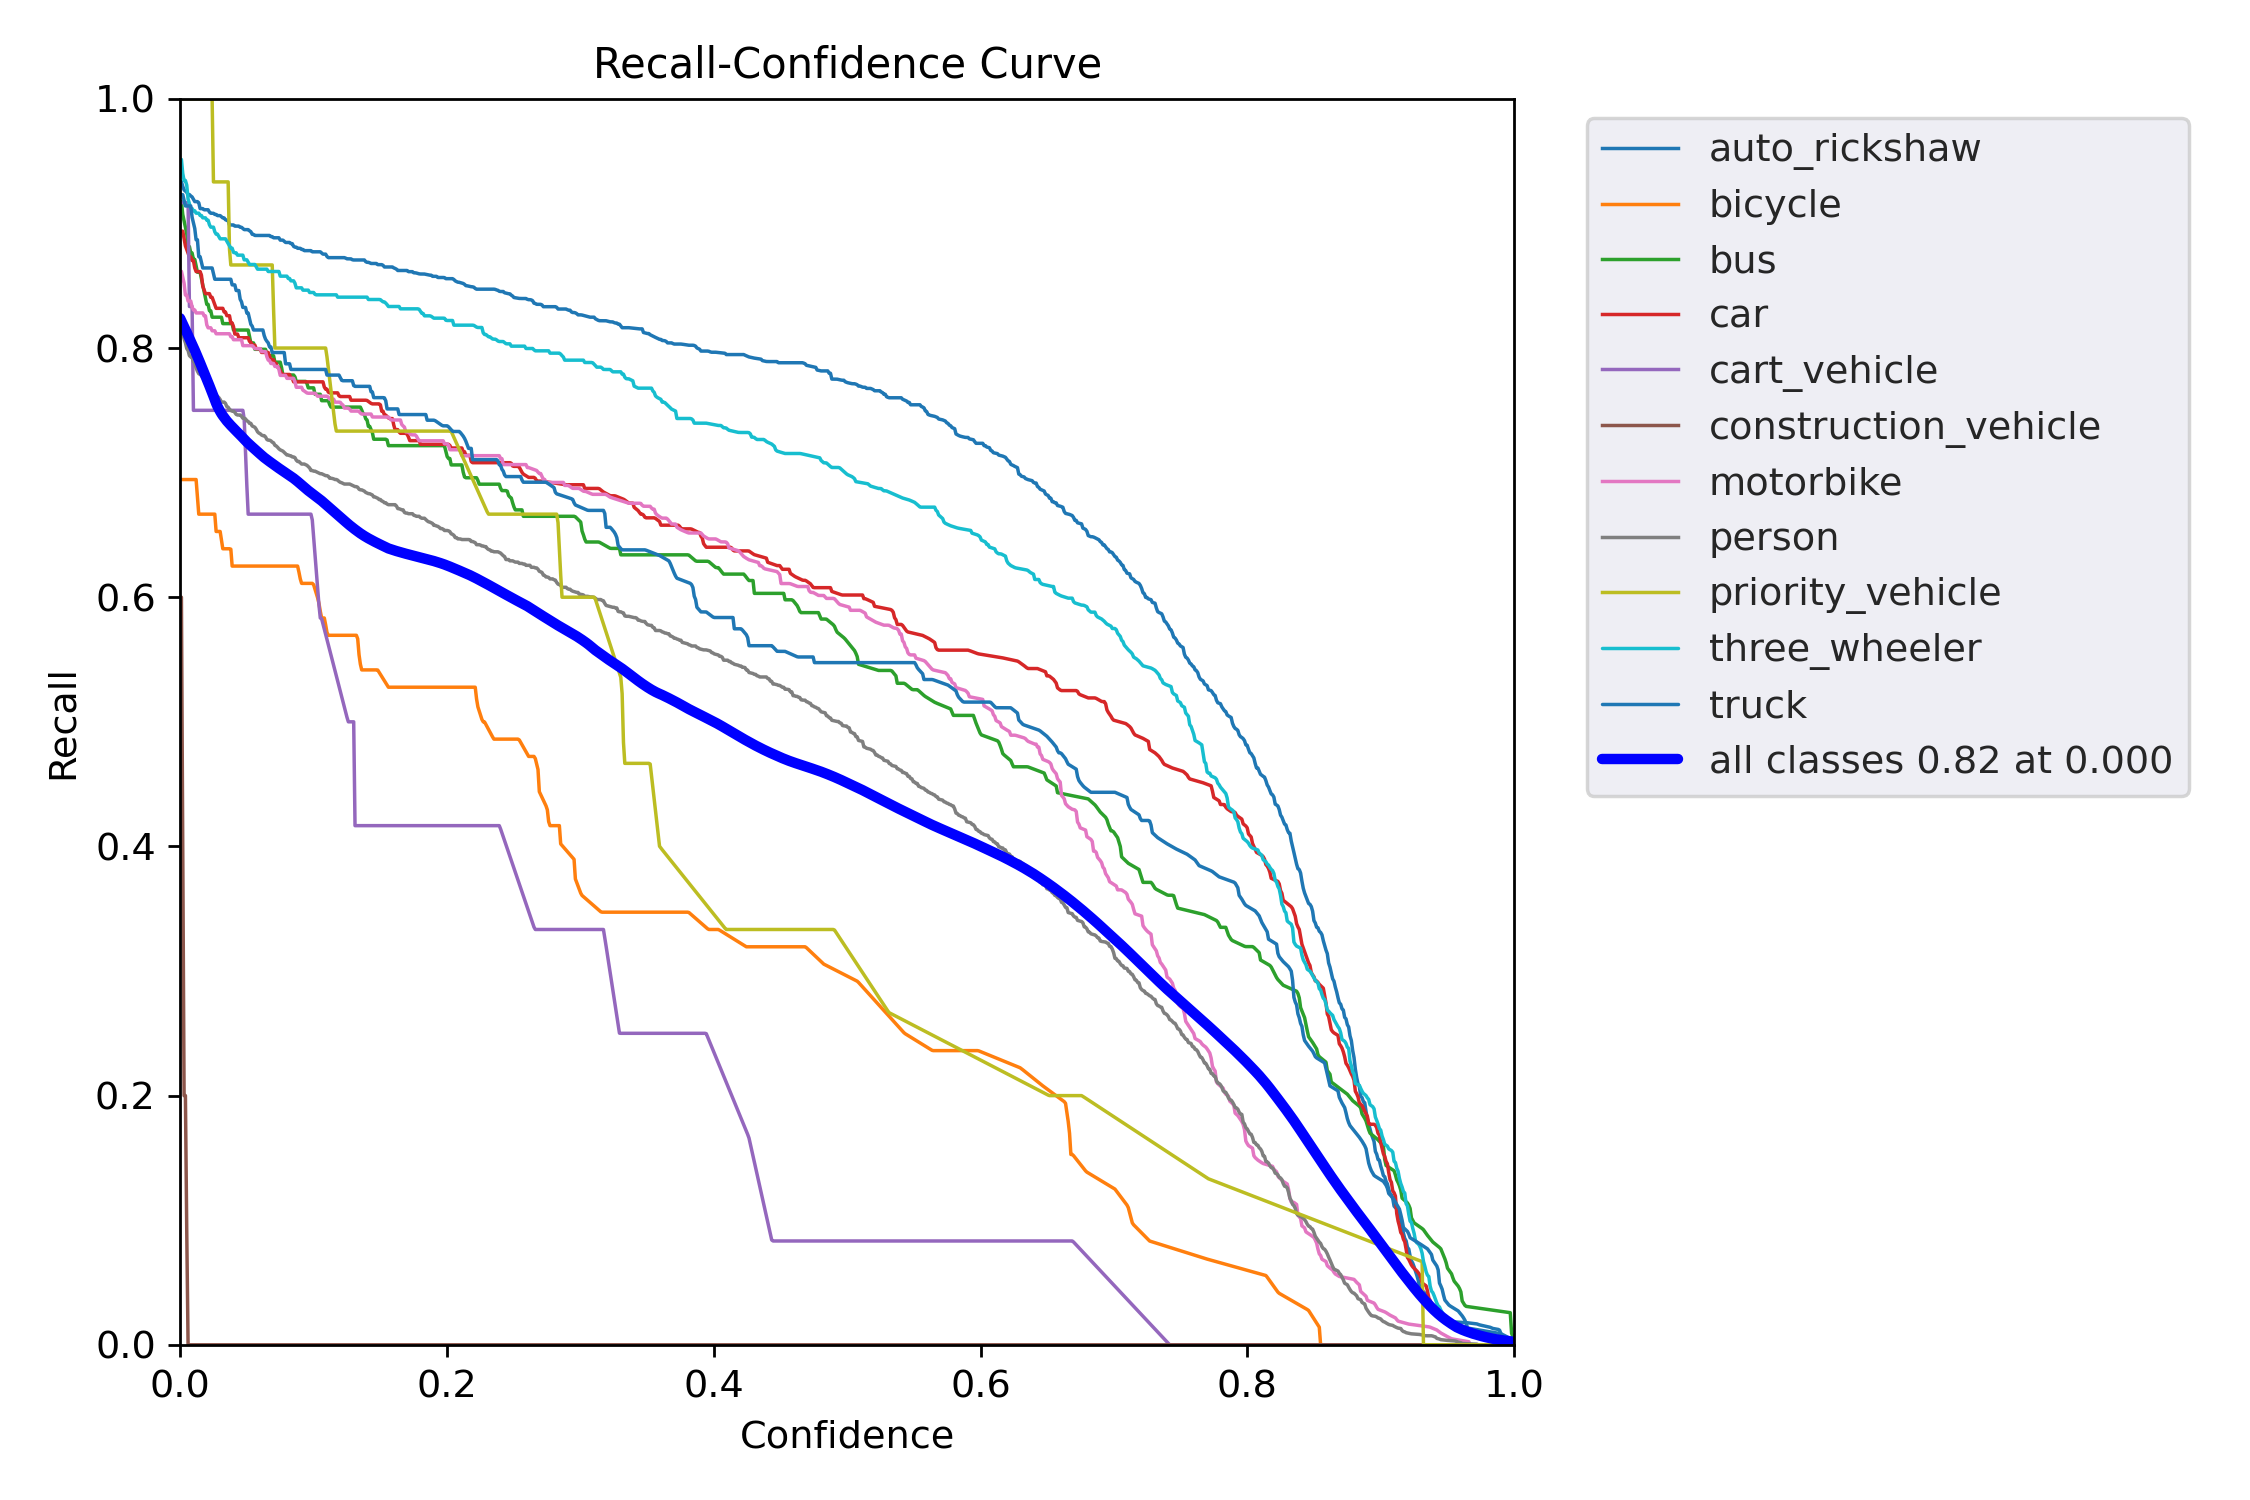 Recall-Confidence Curve
1.0
0.8
0.6
0.4
0.2
0.0
Recall
0.0 0.2 0.4 0.6 0.8 1.0
Confidence
auto_rickshaw
bicycle
bus
car
cart_vehicle
construction_vehicle
motorbike
person
priority_vehicle
three_wheeler
truck
all classes 0.82 at 0.000